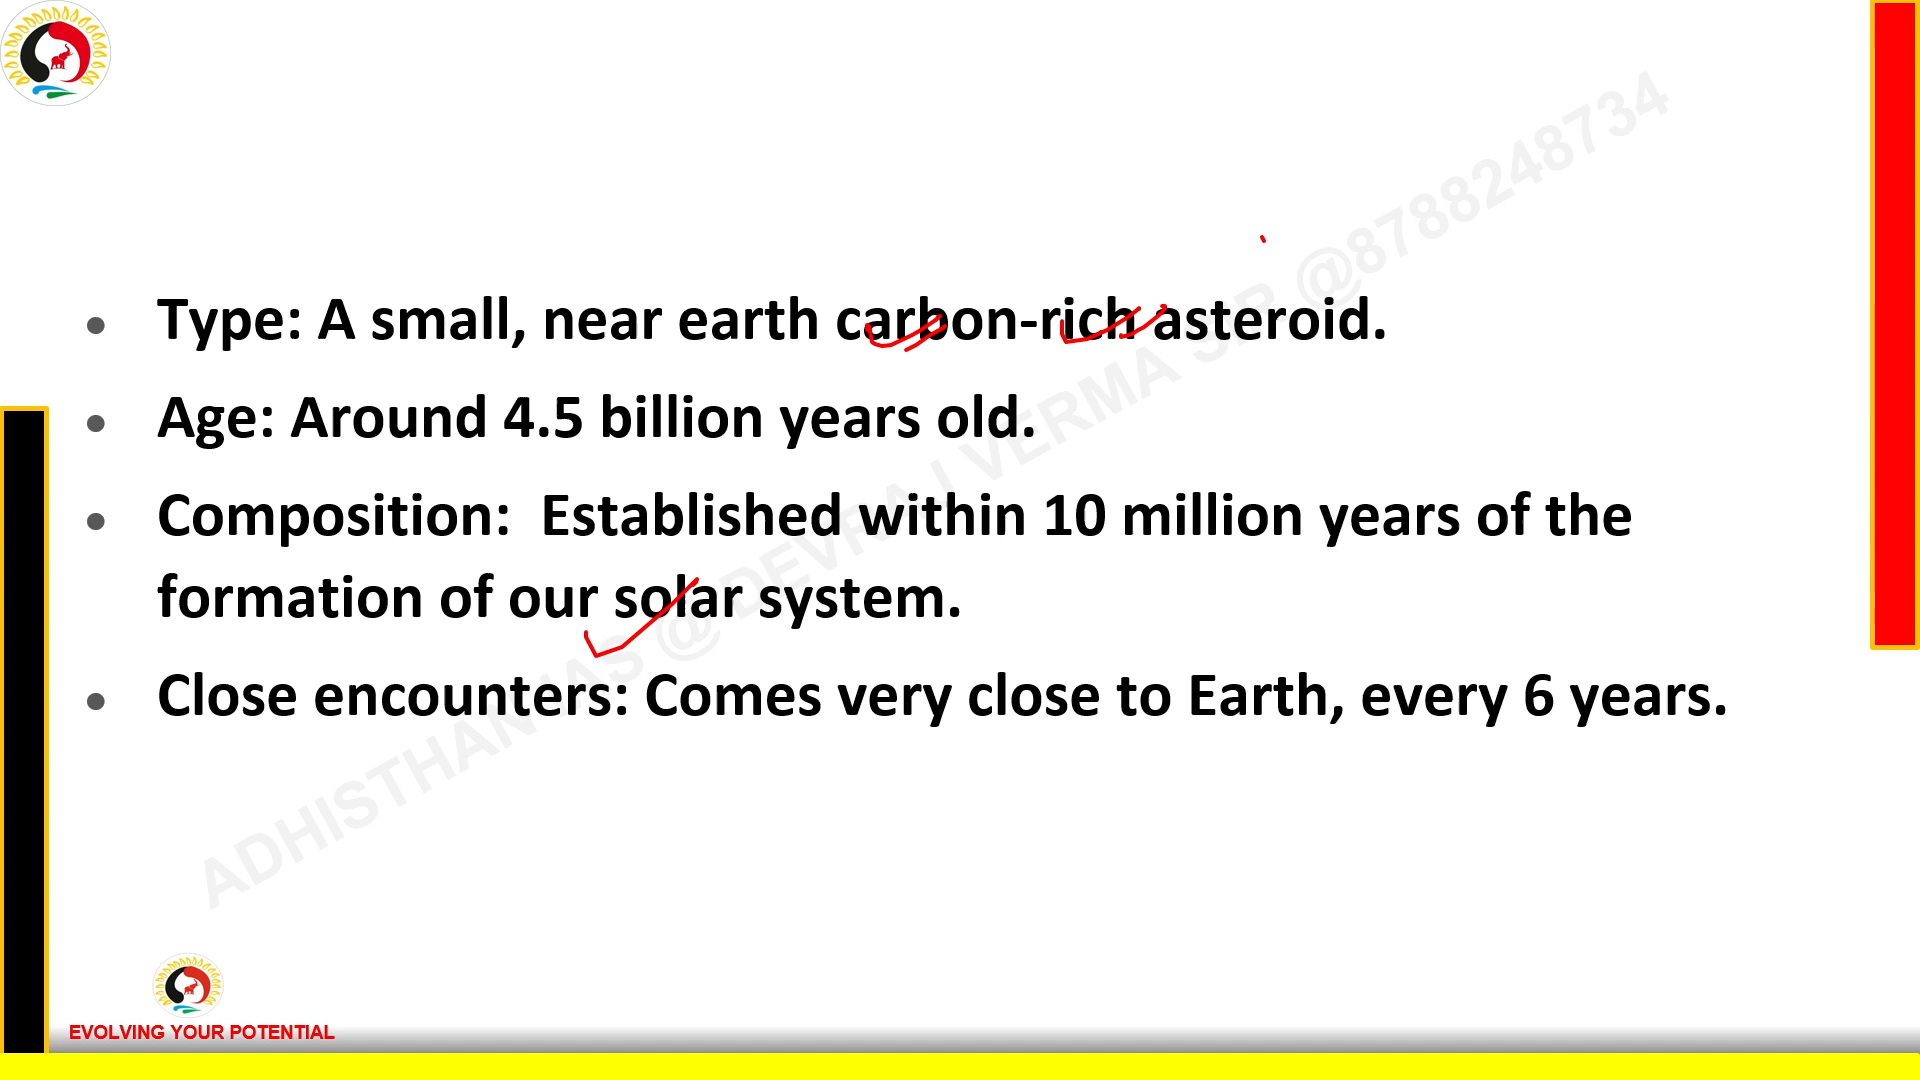 Type: A small, near earth carbon-rich asteroid.
Age: Around 4.5 billion years old.
Composition:  Established within 10 million years of the
formation of our solar system.
Close encounters: Comes very close to Earth, every 6 years.
ADHISTHAN IAS @DEVRAJ VERMA SIR @8788248734
EVOLVING YOUR POTENTIAL